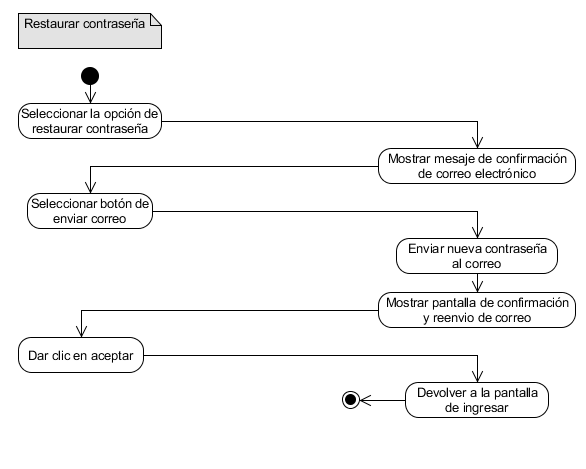 Restaurar contraseña
Seleccionar la opción de
restaurar contraseña
Mostrar mesaje de confirmación
de correo electrónico
Seleccionar botón de
enviar correo
Enviar nueva contraseña
al correo
Mostrar pantalla de confirmación
y reenvio de correo
Dar clic en aceptar
Devolver a la pantalla
de ingresar